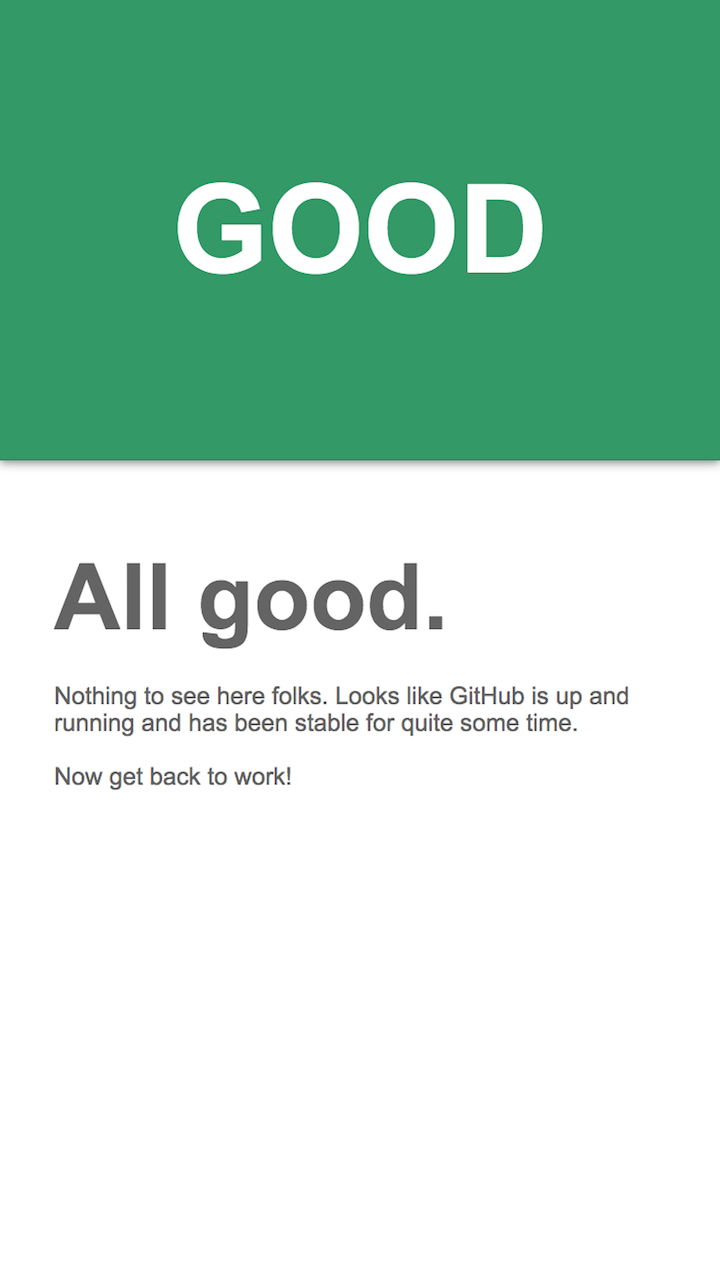 GOOD
All good.
Nothing to see here folks. Looks like GitHub is up and
running and has been stable for quite some time.
Now get back to work!